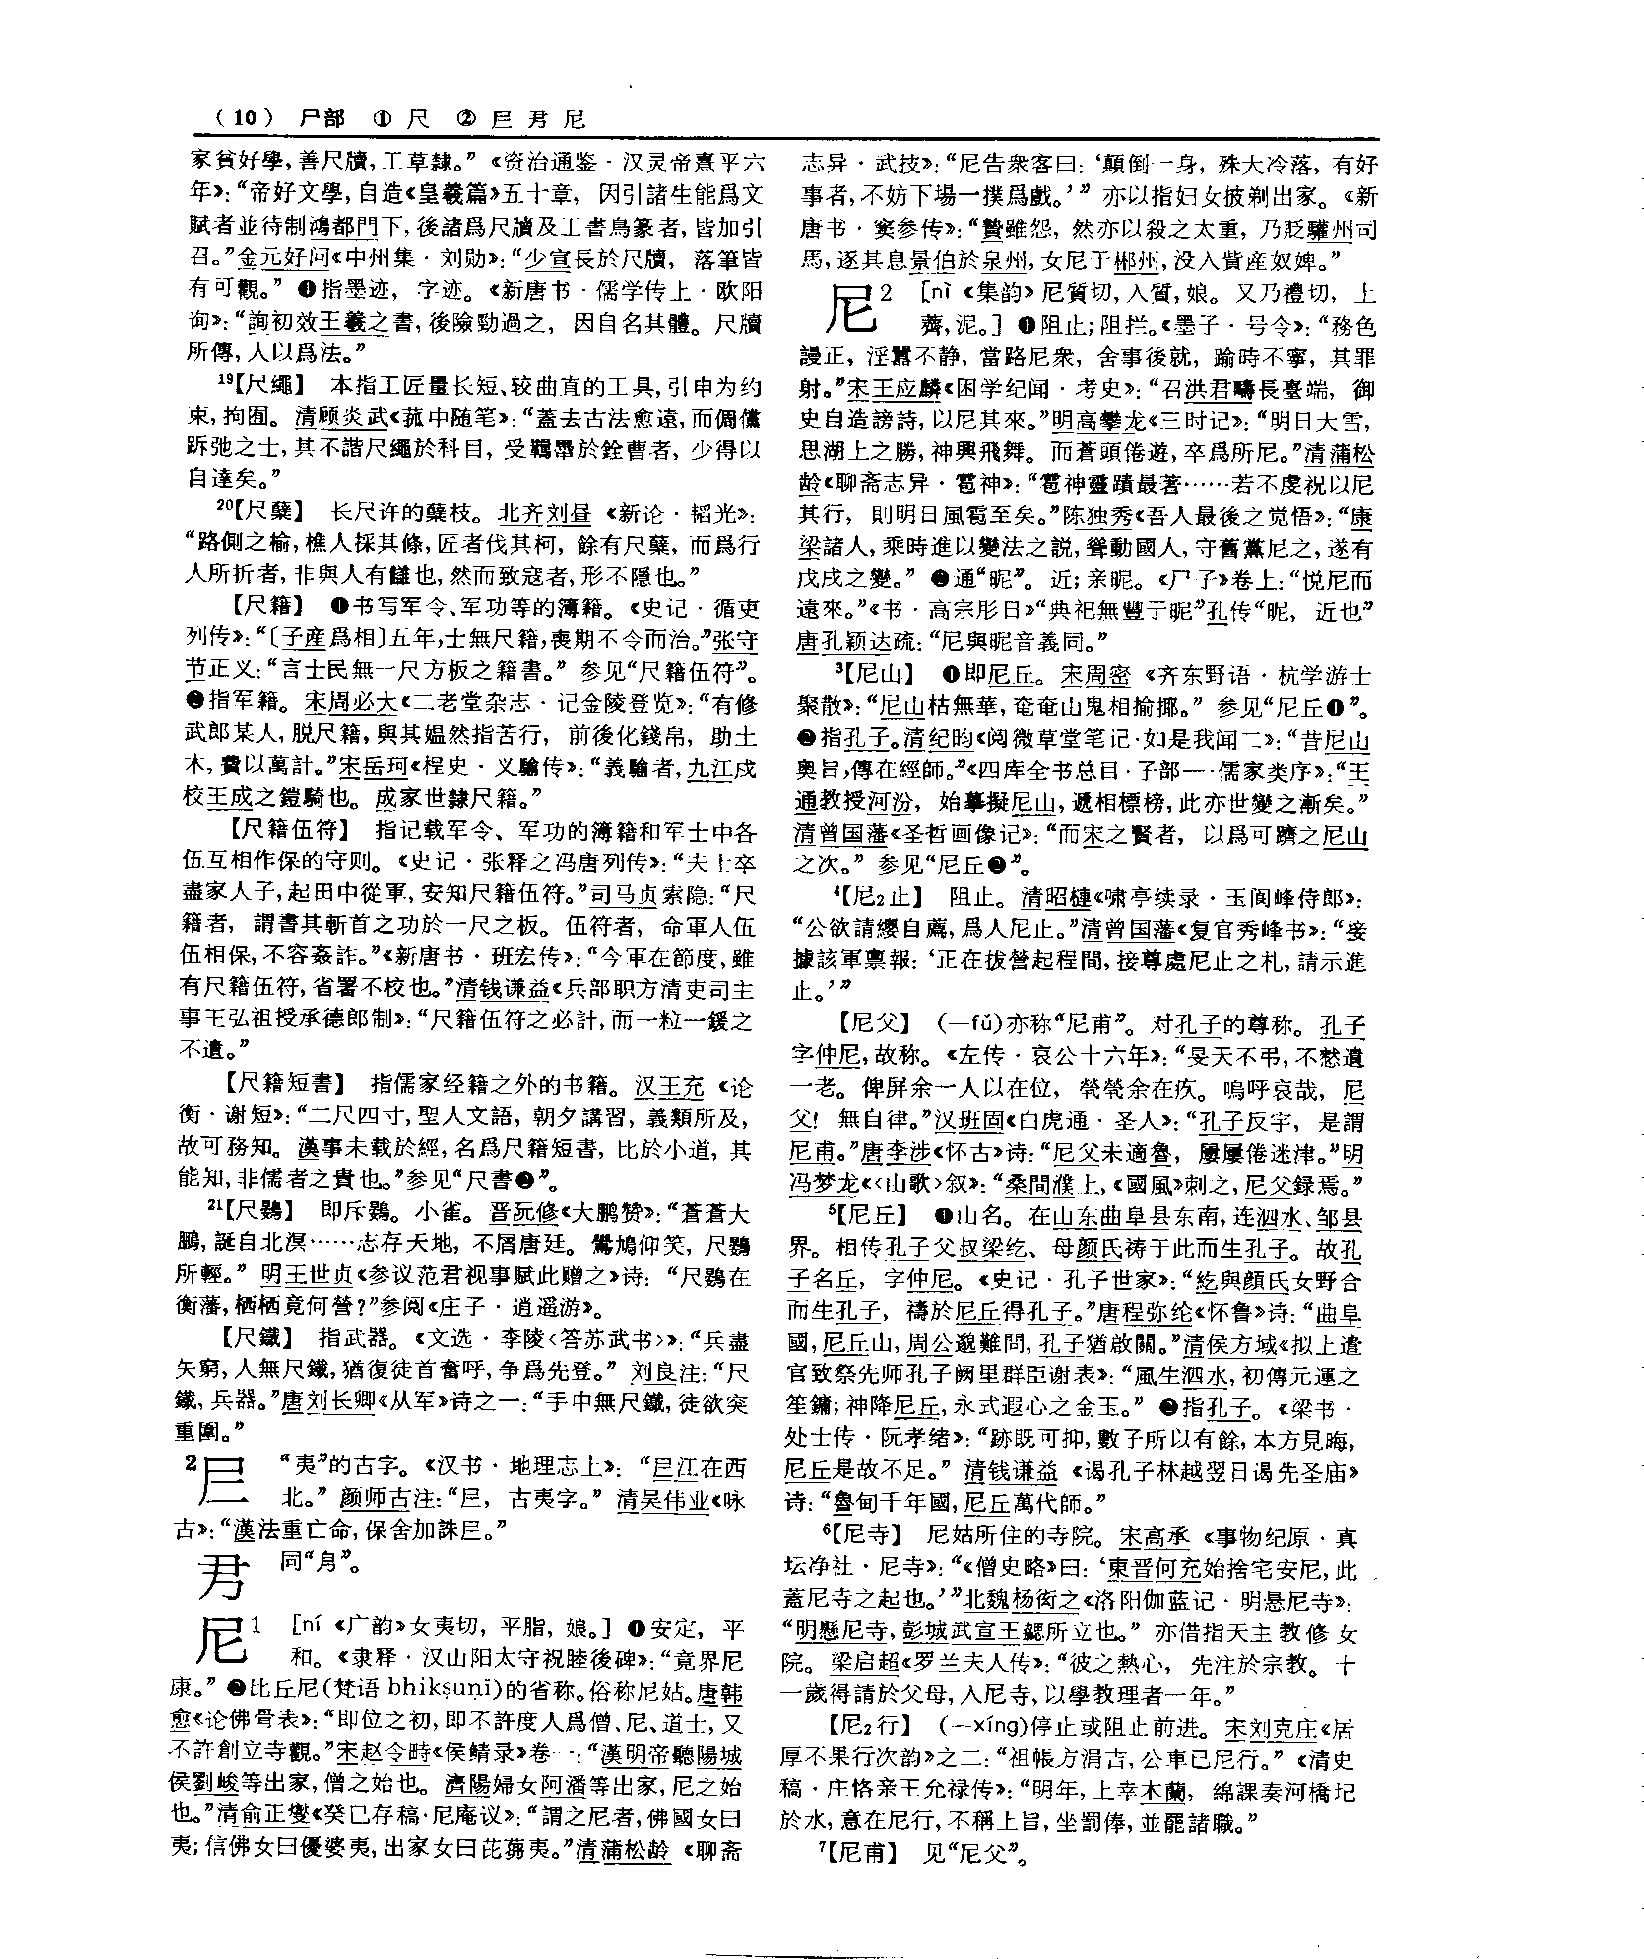 (10) 尸部 ①尺 ②𡰥 𡰯 尼
家貧好學，善尺牘，工草隸。”《资治通鉴·汉灵帝熹平六
年》：“帝好文學，自造《皇羲篇》五十章，因引諸生能爲文
賦者並待制鴻都門下，後諸爲尺牘及工書鳥篆者，皆加引
召。”金元好问《中州集·刘勋》：“少宣長於尺牘，落筆皆
有可觀。”❹指墨迹，字迹。《新唐书·儒学传上·欧阳
询》：“詢初效王羲之書，後險勁過之，因自名其體。尺牘
所傳，人以爲法。”
¹⁹【尺繩】 本指工匠量长短、较曲直的工具，引申为约
束，拘囿。清顾炎武《菰中随笔》：“蓋去古法愈遠，而倜儻
跅弛之士，其不諧尺繩於科目，受羈馽於銓曹者，少得以
自達矣。”
²⁰【尺蘖】 长尺许的蘖枝。北齐刘昼《新论·韬光》：
“路側之榆，樵人採其條，匠者伐其柯，餘有尺蘖，而爲行
人所折者，非與人有讎也，然而致寇者，形不隱也。”
【尺籍】 ❶书写军令、军功等的簿籍。《史记·循吏
列传》：“〔子産爲相〕五年，士無尺籍，喪期不令而治。”张守
节正义：“言士民無一尺方板之籍書。”参见“尺籍伍符”。
❷指军籍。宋周必大《二老堂杂志·记金陵登览》：“有修
武郎某人，脱尺籍，與其媪然指苦行，前後化錢帛，助土
木，費以萬計。”宋岳珂《桯史·义騟传》：“義騟者，九江戍
校王成之鎧騎也。成家世隸尺籍。”
【尺籍伍符】 指记载军令、军功的簿籍和军士中各
伍互相作保的守则。《史记·张释之冯唐列传》：“夫士卒
盡家人子，起田中從軍，安知尺籍伍符。”司马贞索隐：“尺
籍者，謂書其斬首之功於一尺之板。伍符者，命軍人伍
伍相保，不容姦詐。”《新唐书·班宏传》：“今軍在節度，雖
有尺籍伍符，省署不校也。”清钱谦益《兵部职方清吏司主
事王弘祖授承德郎制》：“尺籍伍符之必計，而一粒一鍰之
不遺。”
【尺籍短書】 指儒家经籍之外的书籍。汉王充《论
衡·谢短》：“二尺四寸，聖人文語，朝夕講習，義類所及，
故可務知。漢事未载於經，名爲尺籍短書，比於小道，其
能知，非儒者之貴也。”参见“尺書❷”。
²¹【尺鷃】 即斥鷃。小雀。晋阮修《大鹏赞》：“蒼蒼大
鵬，誕自北溟……志存天地，不屑唐廷。鷽鳩仰笑，尺鷃
所輕。”明王世贞《参议范君视事赋此赠之》诗：“尺鷃在
衡藩，栖栖竟何營？”参阅《庄子·逍遥游》。
【尺鐵】 指武器。《文选·李陵〈答苏武书〉》：“兵盡
矢窮，人無尺鐵，猶復徒首奮呼，争爲先登。”刘良注：“尺
鐵，兵器。”唐刘长卿《从军》诗之一：“手中無尺鐵，徒欲突
重圍。”
2𡰥 “夷”的古字。《汉书·地理志上》：“𡰥江在西
北。”颜师古注：“𡰥，古夷字。”清吴伟业《咏
古》：“漢法重亡命，保舍加誅𡰥。”
𡰯 同“肙”。
尼1 [ní《广韵》女夷切，平脂，娘。]❶安定，平
和。《隶释·汉山阳太守祝睦後碑》：“竟界尼
康。”❷比丘尼(梵语 bhikṣuṇi)的省称。俗称尼姑。唐韩
愈《论佛骨表》：“即位之初，即不許度人爲僧、尼、道士，又
不許創立寺觀。”宋赵令畤《侯鲭录》卷一：“漢明帝聽陽城
侯劉峻等出家，僧之始也。濟陽婦女阿潘等出家，尼之始
也。”清俞正燮《癸巳存稿·尼庵议》：“謂之尼者，佛國女曰
夷；信佛女曰優婆夷，出家女曰芘芻夷。”清蒲松龄《聊斋
志异·武技》：“尼告衆客曰：‘顛倒一身，殊大冷落，有好
事者，不妨下場一撲爲戲。’”亦以指妇女披剃出家。《新
唐书·窦参传》：“贄雖怨，然亦以殺之太重，乃貶驩州司
馬，逐其息景伯於泉州，女尼于郴州，没入貲産奴婢。”
尼2 [nǐ《集韵》尼質切，入質，娘。又乃禮切，上
薺，泥。]❶阻止；阻拦。《墨子·号令》：“務色
謾正，淫囂不静，當路尼衆，舍事後就，踰時不寧，其罪
射。”宋王应麟《困学纪闻·考史》：“召洪君疇長臺端，御
史自造謗詩，以尼其來。”明高攀龙《三时记》：“明日大雪，
思湖上之勝，神興飛舞。而蒼頭倦遊，卒爲所尼。”清蒲松
龄《聊斋志异·雹神》：“雹神靈蹟最著……若不虔祝以尼
其行，則明日風雹至矣。”陈独秀《吾人最後之觉悟》：“康
梁諸人，乘時進以變法之説，聳動國人，守舊黨尼之，遂有
戊戌之變。”❷通“昵”。近；亲昵。《尸子》卷上：“悦尼而
遠來。”《书·高宗肜日》“典祀無豐于昵”孔传“昵，近也”
唐孔颖达疏：“尼與昵音義同。”
³【尼山】 ❶即尼丘。宋周密《齐东野语·杭学游士
聚散》：“尼山枯無華，奄奄山鬼相揄揶。”参见“尼丘❶”。
❷指孔子。清纪昀《阅微草堂笔记·如是我闻二》：“昔尼山
奥旨，傳在經師。”《四库全书总目·子部一·儒家类序》：“王
通教授河汾，始摹擬尼山，遞相標榜，此亦世變之漸矣。”
清曾国藩《圣哲画像记》：“而宋之賢者，以爲可躋之尼山
之次。”参见“尼丘❷”。
⁴【尼₂止】 阻止。清昭槤《啸亭续录·玉阆峰侍郎》：
“公欲請纓自薦，爲人尼止。”清曾国藩《复官秀峰书》：“接
據該軍禀報：‘正在拔營起程間，接尊處尼止之札，請示進
止。’”
【尼父】 (—fǔ)亦称“尼甫”。对孔子的尊称。孔子
字仲尼，故称。《左传·哀公十六年》：“旻天不弔，不憖遺
一老。俾屏余一人以在位，煢煢余在疚。嗚呼哀哉，尼
父！無自律。”汉班固《白虎通·圣人》：“孔子反宇，是謂
尼甫。”唐李涉《怀古》诗：“尼父未適魯，屢屢倦迷津。”明
冯梦龙《〈山歌〉叙》：“桑間濮上，《國風》刺之，尼父録焉。”
⁵【尼丘】 ❶山名。在山东曲阜县东南，连泗水、邹县
界。相传孔子父叔梁纥、母颜氏祷于此而生孔子。故孔
子名丘，字仲尼。《史记·孔子世家》：“紇與顔氏女野合
而生孔子，禱於尼丘得孔子。”唐程弥纶《怀鲁》诗：“曲阜
國，尼丘山，周公邈難問，孔子猶啟關。”清侯方域《拟上遣
官致祭先师孔子阙里群臣谢表》：“風生泗水，初傳元運之
笙鏞；神降尼丘，永式遐心之金玉。”❷指孔子。《梁书·
处士传·阮孝绪》：“跡既可抑，數子所以有餘，本方見晦，
尼丘是故不足。”清钱谦益《谒孔子林越翌日谒先圣庙》
诗：“魯甸千年國，尼丘萬代師。”
⁶【尼寺】 尼姑所住的寺院。宋高承《事物纪原·真
坛净社·尼寺》：“《僧史略》曰：‘東晋何充始捨宅安尼，此
蓋尼寺之起也。’”北魏杨衒之《洛阳伽蓝记·明悬尼寺》：
“明懸尼寺，彭城武宣王勰所立也。”亦借指天主教修女
院。梁启超《罗兰夫人传》：“彼之熱心，先注於宗教。十
一歲得請於父母，入尼寺，以學教理者一年。”
【尼₂行】 (—xíng)停止或阻止前进。宋刘克庄《居
厚不果行次韵》之二：“祖帳方涓吉，公車已尼行。”《清史
稿·庄恪亲王允禄传》：“明年，上幸木蘭，綿課奏河橋圮
於水，意在尼行，不稱上旨，坐罰俸，並罷諸職。”
⁷【尼甫】 见“尼父”。